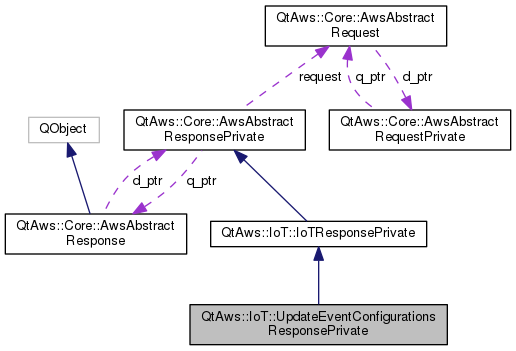 QtAws::Core::AwsAbstract
Request
request
q_ptr
d_ptr
QObject
QtAws::Core::AwsAbstract
ResponsePrivate
QtAws::Core::AwsAbstract
RequestPrivate
d_ptr
q_ptr
QtAws::Core::AwsAbstract
Response
QtAws::IoT::IoTResponsePrivate
QtAws::IoT::UpdateEventConfigurations
ResponsePrivate